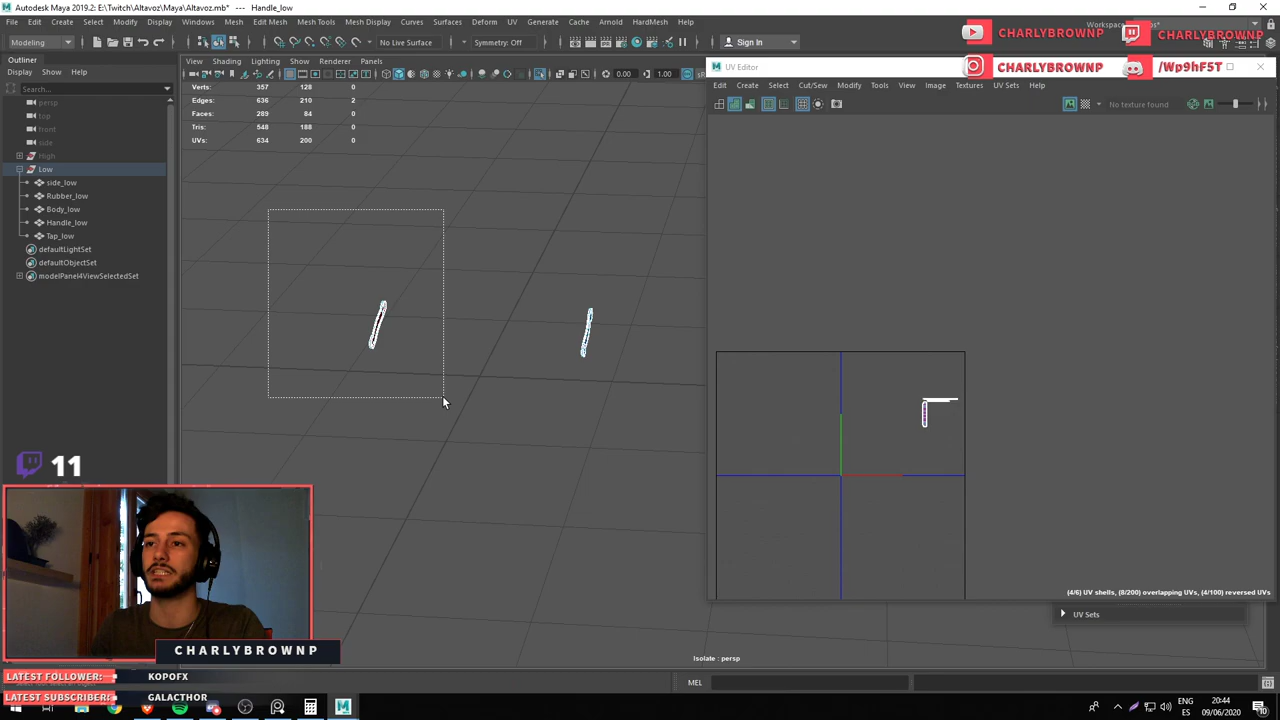 Autodesk Maya 2019.2: E:\Twitch\Altavoz\Maya\Altavoz.mb* --- Handle_low
File Edit Create Select Modify Display Windows Mesh Edit Mesh Mesh Tools Mesh Display Curves Surfaces Deform UV Generate Cache Arnold HardMesh Help
CHARLYBROWNP
CHARLYBROWNP
Modeling
No Live Surface
Symmetry: Off
Sign In
Outliner
Display Show Help
Search...
View Shading Lighting Show Renderer Panels
0.00
1.00
UV Editor
CHARLYBROWNP
/Wp9hF5T
Edit Create Select Cut/Sew Modify Tools View Image Textures UV Sets Help
No texture found
Verts: 357 128 0
Edges: 636 210 2
Faces: 289 84 0
Tris: 548 188 0
UVs: 634 200 0
persp
top
front
side
High
Low
side_low
Rubber_low
Body_low
Handle_low
Tap_low
defaultLightSet
defaultObjectSet
modelPanel4ViewSelectedSet
11
(4/6) UV shells, (8/200) overlapping UVs, (4/100) reversed UVs
UV Sets
CHARLYBROWNP
Isolate : persp
LATEST FOLLOWER: KOPOFX
MEL
LATEST SUBSCRIBER: GALACTHOR
ENG
ES
20:44
09/06/2020